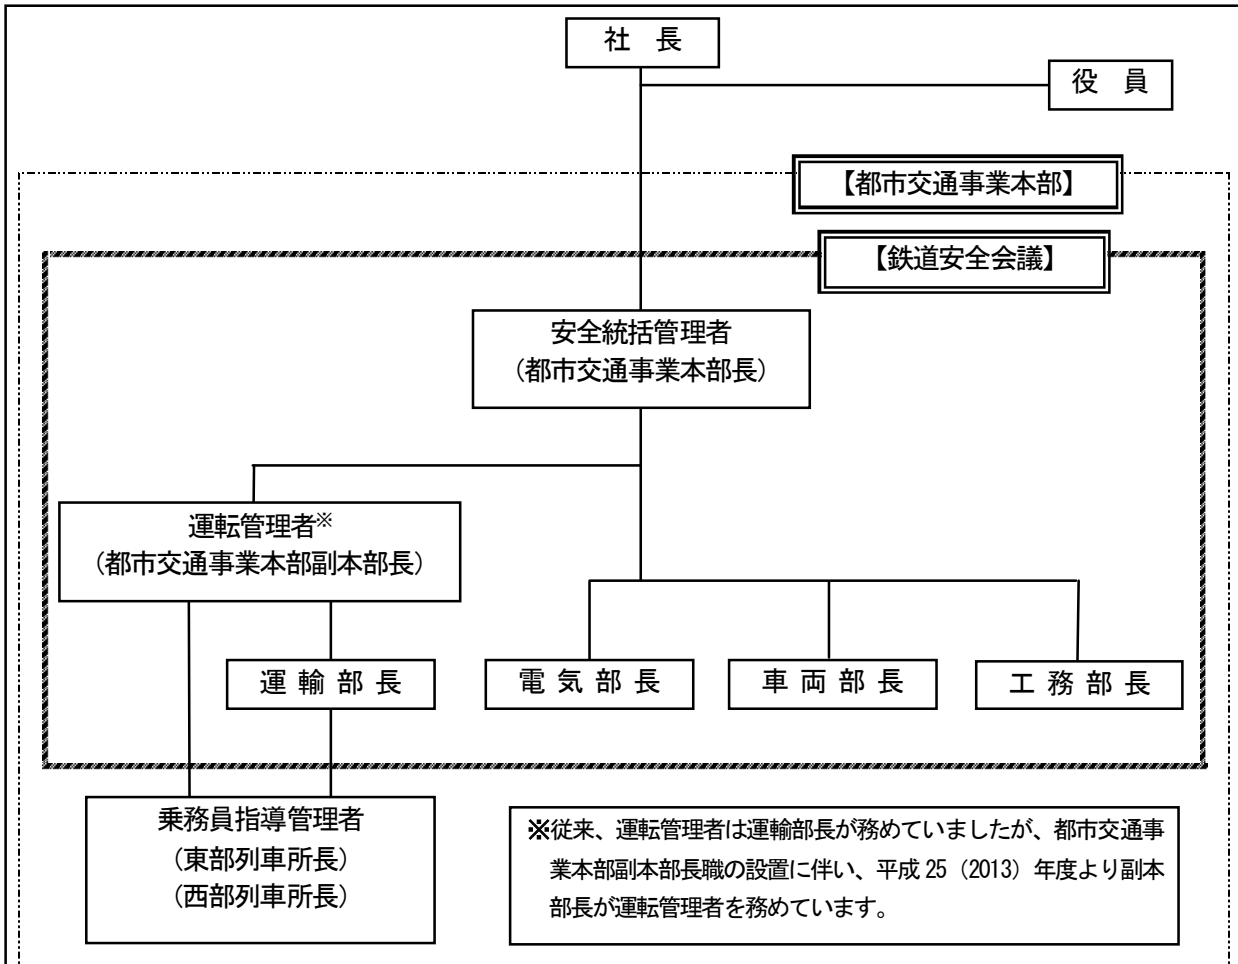 社　長
役　員
【都市交通事業本部】
【鉄道安全会議】
安全統括管理者
（都市交通事業本部長）
運転管理者※
（都市交通事業本部副本部長）
運 輸 部 長
電 気 部 長
車 両 部 長
工 務 部 長
乗務員指導管理者
（東部列車所長）
（西部列車所長）
※従来、運転管理者は運輸部長が務めていましたが、都市交通事
業本部副本部長職の設置に伴い、平成 25（2013）年度より副本
部長が運転管理者を務めています。